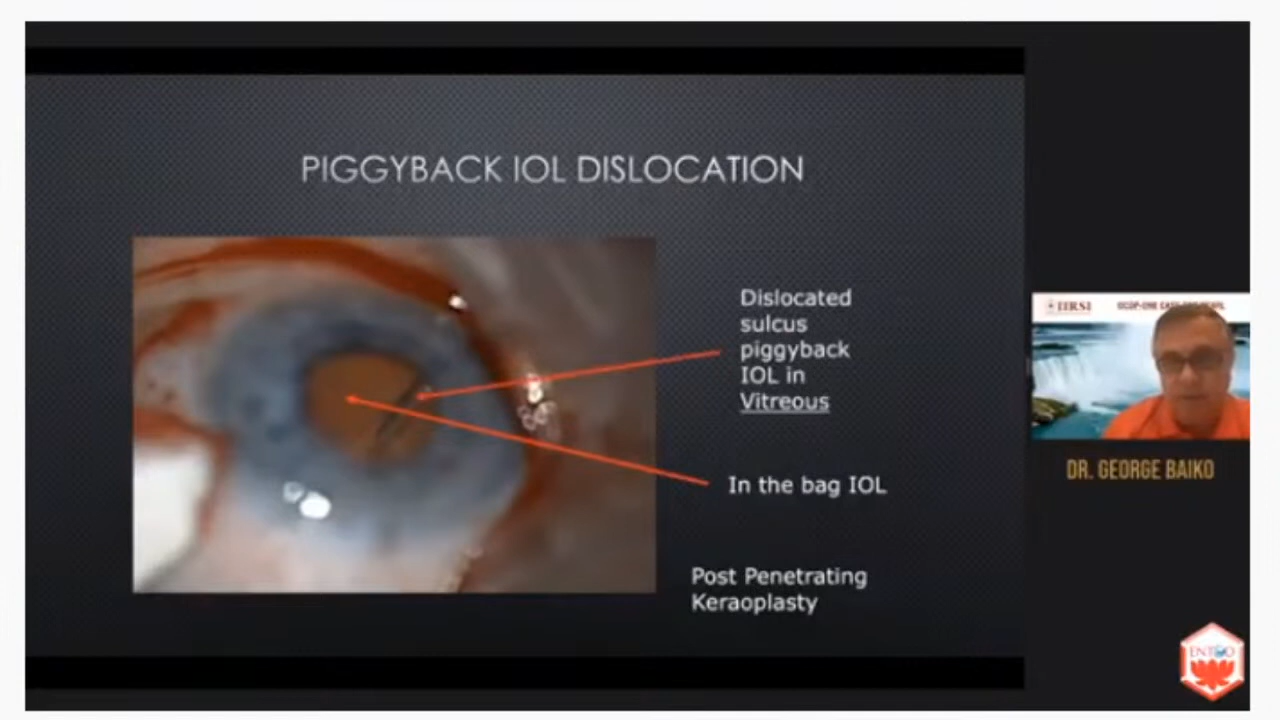 PIGGYBACK IOL DISLOCATION
Dislocated
sulcus
piggyback
IOL in
Vitreous
In the bag IOL
Post Penetrating
Keraoplasty
IIRSI
DR. GEORGE BAIKO